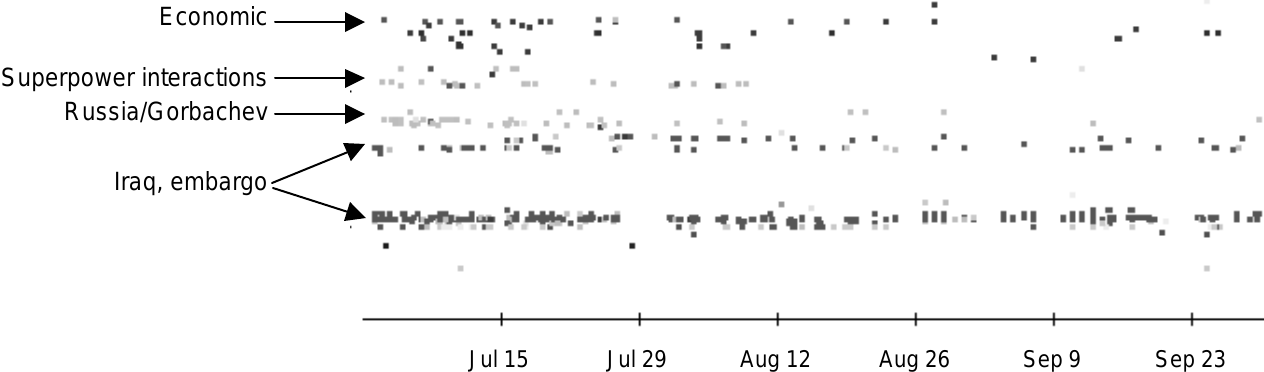 Economic
Superpower interactions
Russia/Gorbachev
Iraq, embargo
Jul 15 Jul 29 Aug 12 Aug 26 Sep 9 Sep 23